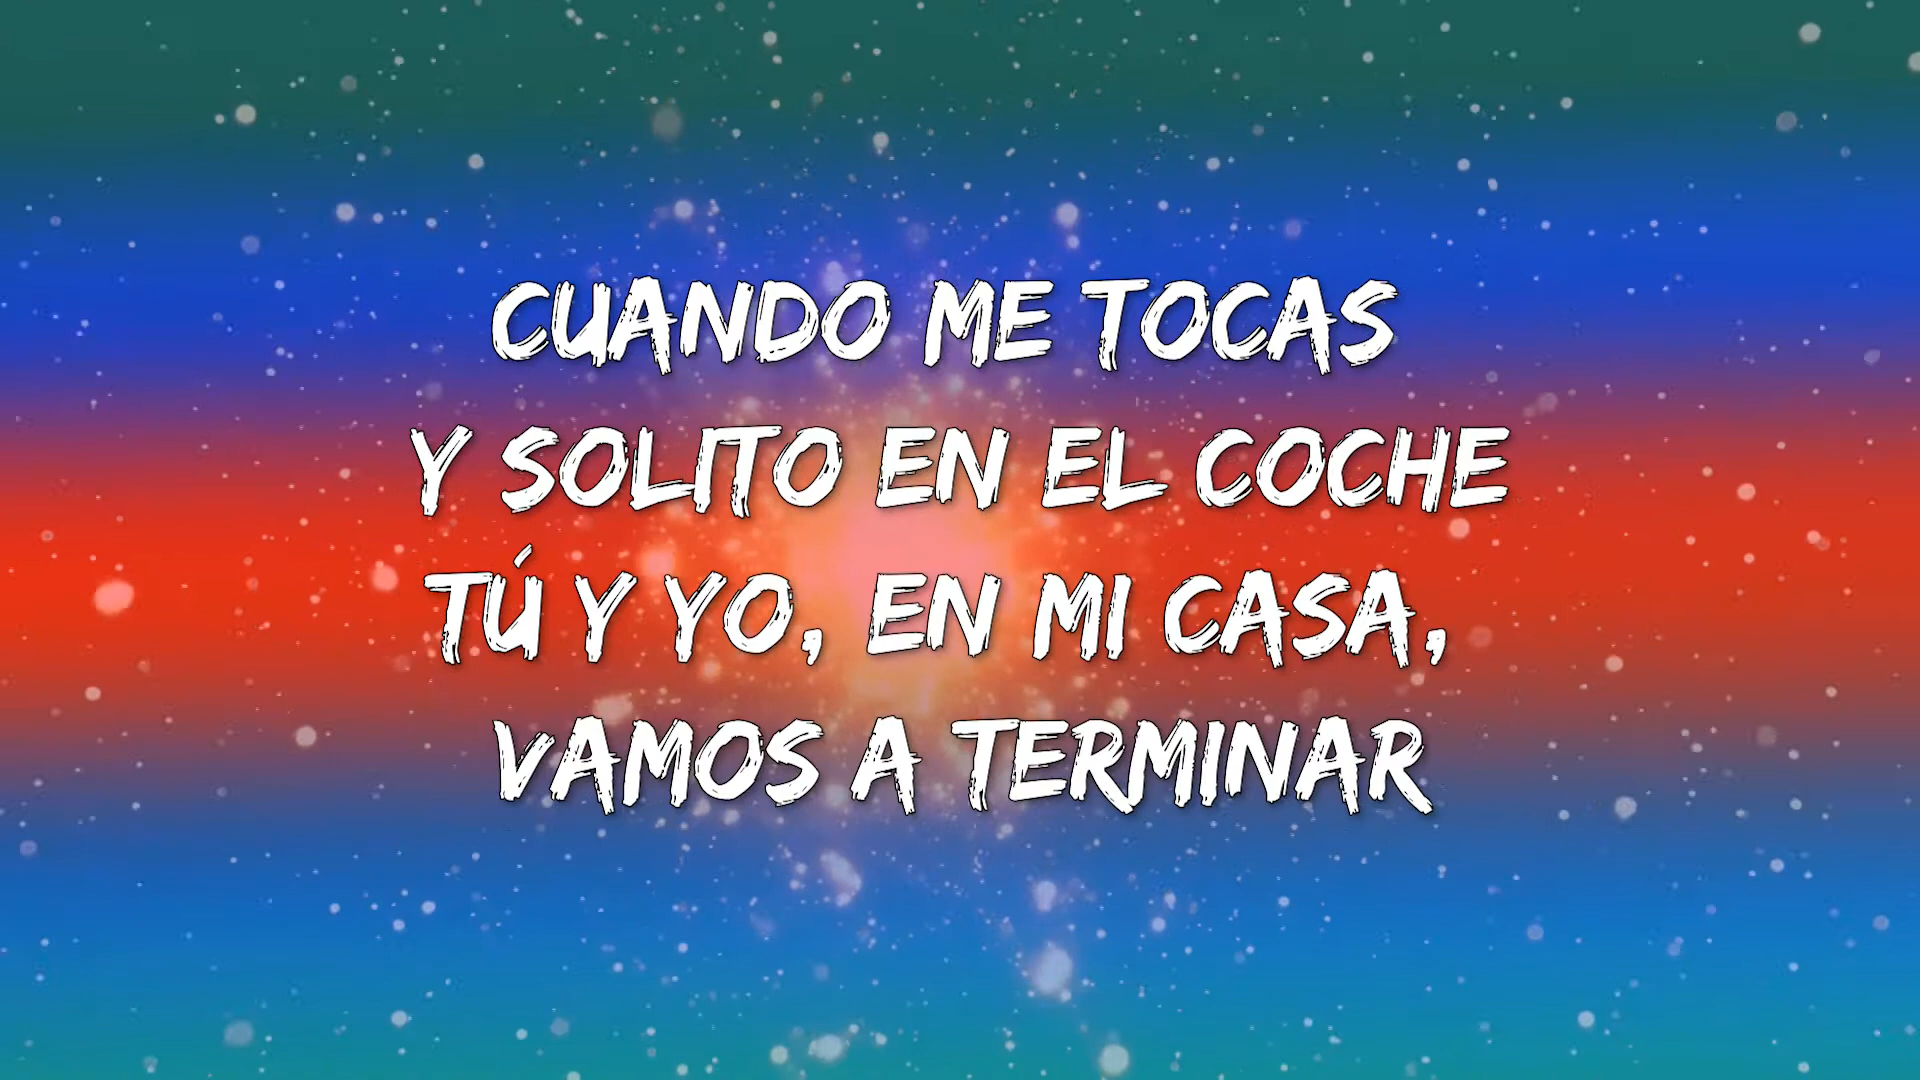 CUANDO ME TOCAS
Y SOLITO EN EL COCHE
TÚ Y YO, EN MI CASA,
VAMOS A TERMINAR